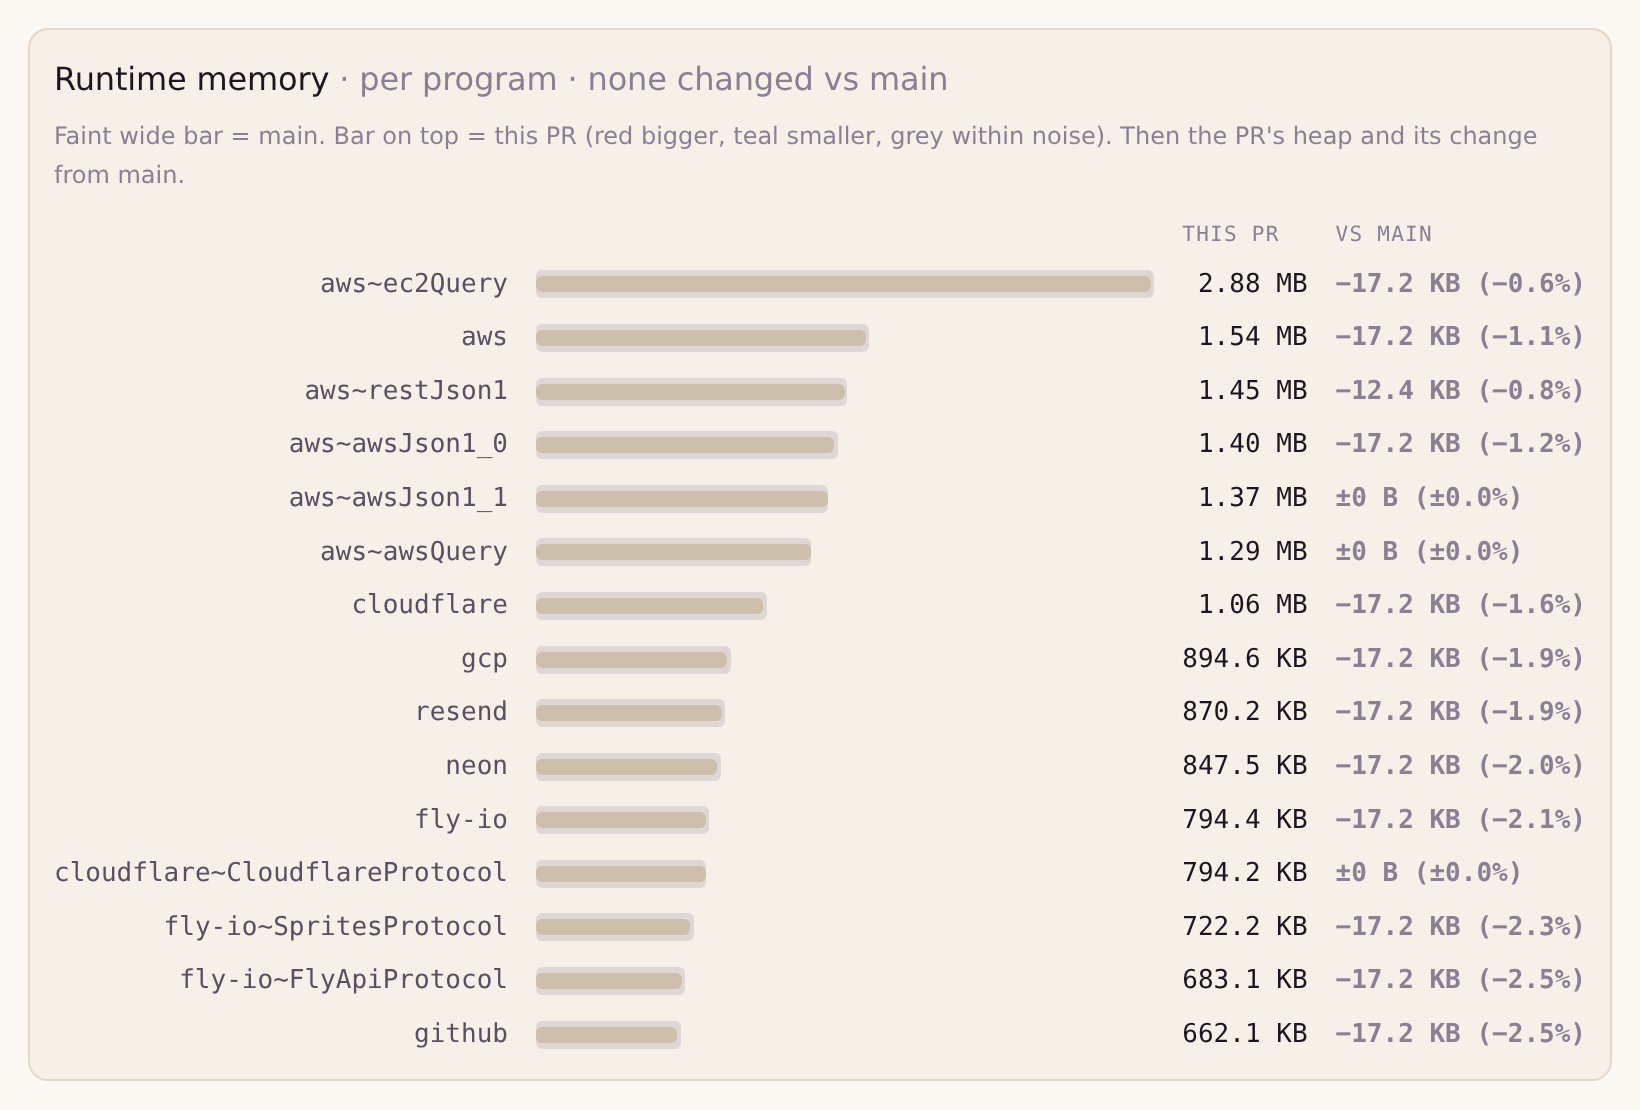 Runtime memory · per program · none changed vs main
Faint wide bar = main. Bar on top = this PR (red bigger, teal smaller, grey within noise). Then the PR's heap and its change
from main.
THIS PR VS MAIN
aws~ec2Query 2.88 MB −17.2 KB (−0.6%)
aws 1.54 MB −17.2 KB (−1.1%)
aws~restJson1 1.45 MB −12.4 KB (−0.8%)
aws~awsJson1_0 1.40 MB −17.2 KB (−1.2%)
aws~awsJson1_1 1.37 MB ±0 B (±0.0%)
aws~awsQuery 1.29 MB ±0 B (±0.0%)
cloudflare 1.06 MB −17.2 KB (−1.6%)
gcp 894.6 KB −17.2 KB (−1.9%)
resend 870.2 KB −17.2 KB (−1.9%)
neon 847.5 KB −17.2 KB (−2.0%)
fly-io 794.4 KB −17.2 KB (−2.1%)
cloudflare~CloudflareProtocol 794.2 KB ±0 B (±0.0%)
fly-io~SpritesProtocol 722.2 KB −17.2 KB (−2.3%)
fly-io~FlyApiProtocol 683.1 KB −17.2 KB (−2.5%)
github 662.1 KB −17.2 KB (−2.5%)